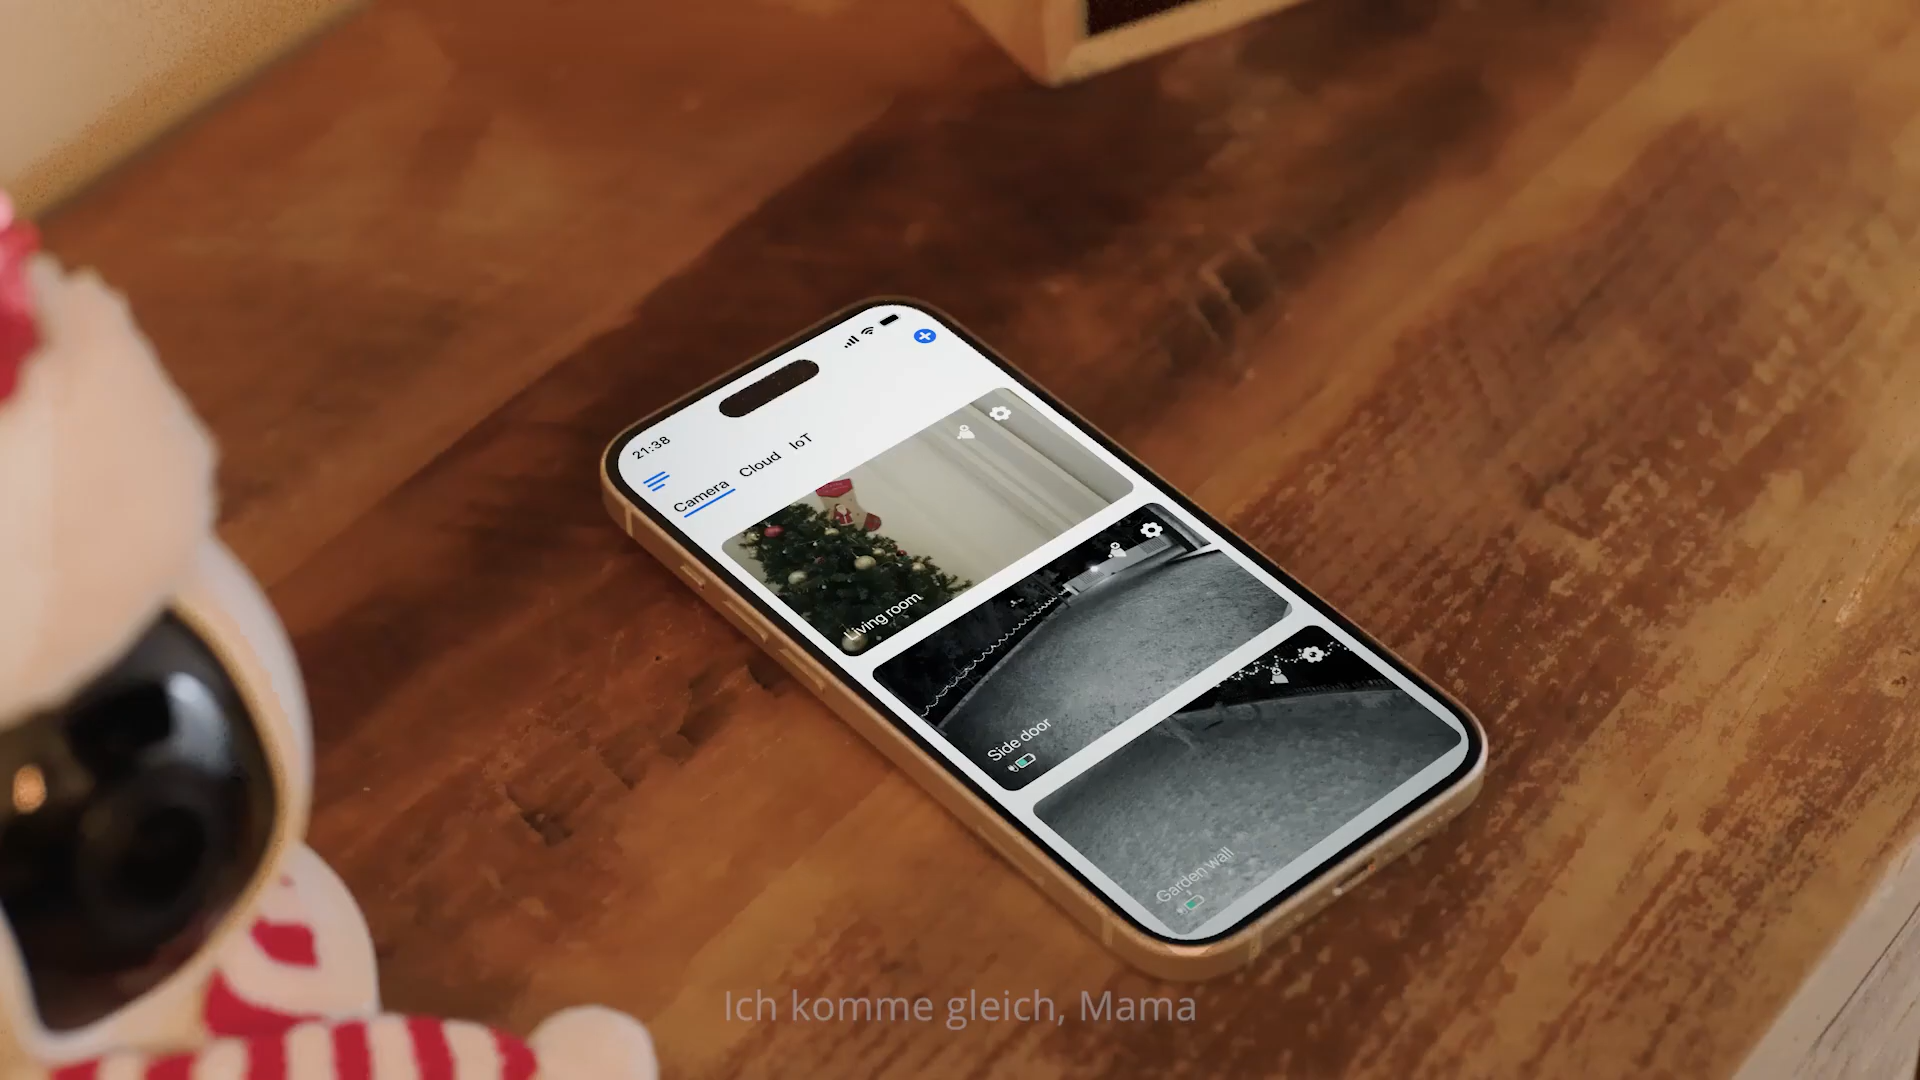 21:38
Camera Cloud IoT
Living room
Side door
Garden wall
Ich komme gleich, Mama